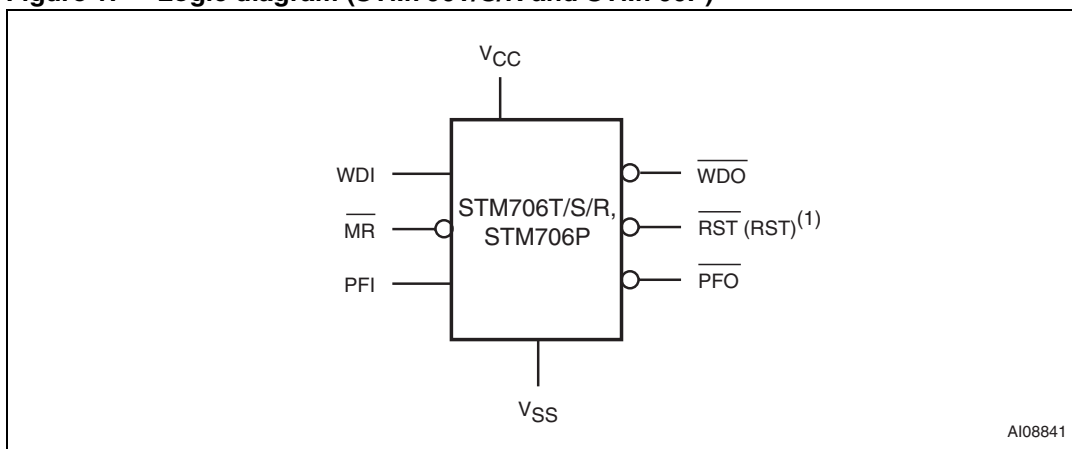 VCC
WDI
MR
PFI
STM706T/S/R,
STM706P
WDO
RST (RST)(1)
PFO
VSS
AI08841